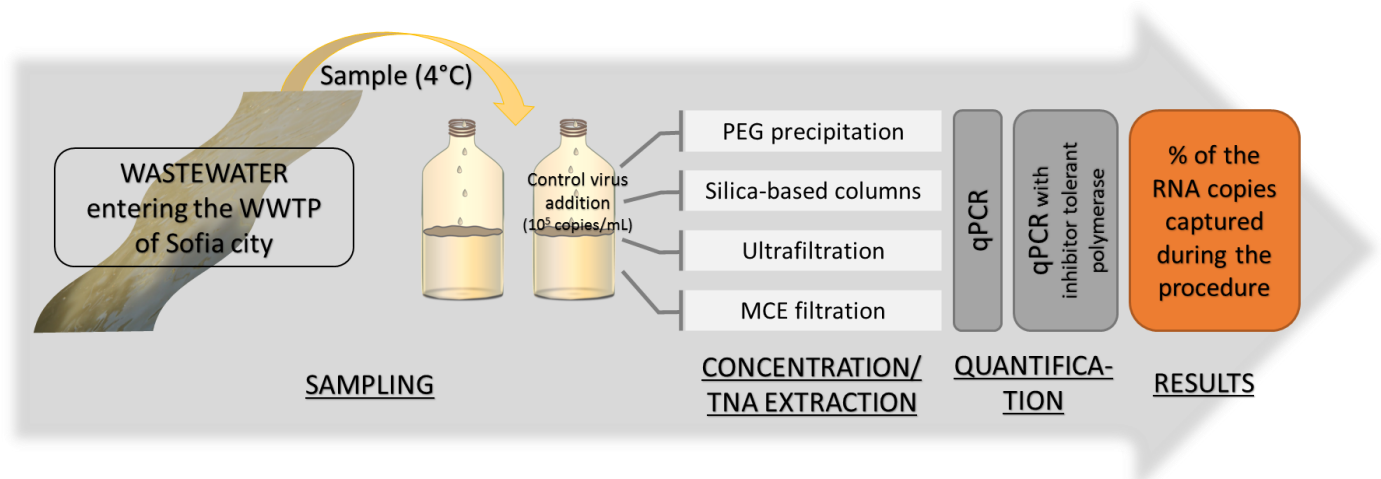 Sample (4°C)
WASTEWATER
entering the WWTP
of Sofia city
Control virus
addition
(10⁵ copies/mL)
PEG precipitation
Silica-based columns
Ultrafiltration
MCE filtration
qPCR
qPCR with
inhibitor tolerant
polymerase
% of the
RNA copies
captured
during the
procedure
SAMPLING
CONCENTRATION/
TNA EXTRACTION
QUANTIFICA-
TION
RESULTS